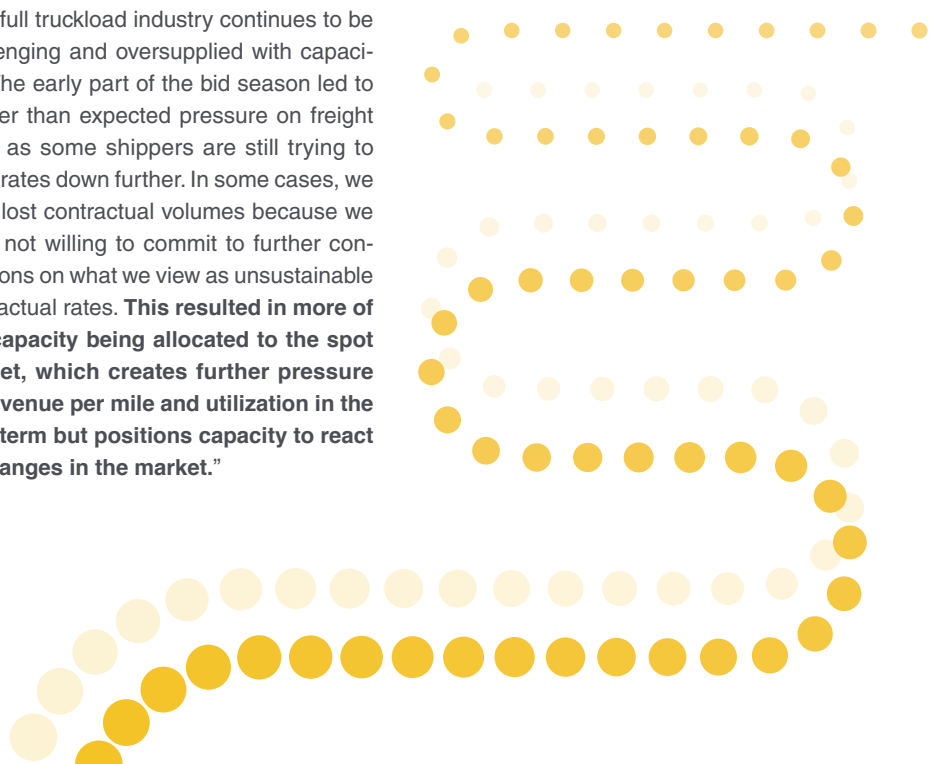 full truckload industry continues to be
enging and oversupplied with capaci-
he early part of the bid season led to
er than expected pressure on freight
as some shippers are still trying to
rates down further. In some cases, we
lost contractual volumes because we
not willing to commit to further con-
ons on what we view as unsustainable
actual rates. This resulted in more of
capacity being allocated to the spot
et, which creates further pressure
venue per mile and utilization in the
term but positions capacity to react
anges in the market.”